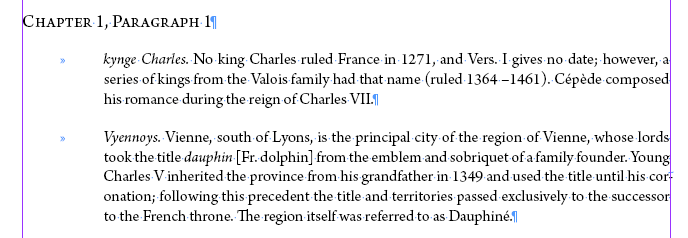 Chapter 1, Paragraph 1¶
» kynge Charles. No king Charles ruled France in 1271, and Vers. I gives no date; however, a
series of kings from the Valois family had that name (ruled 1364 –1461). Cépède composed
his romance during the reign of Charles VII.¶
» Vyennoys. Vienne, south of Lyons, is the principal city of the region of Vienne, whose lords
took the title dauphin [Fr. dolphin] from the emblem and sobriquet of a family founder. Young
Charles V inherited the province from his grandfather in 1349 and used the title until his cor-
onation; following this precedent the title and territories passed exclusively to the successor
to the French throne. The region itself was referred to as Dauphiné.¶